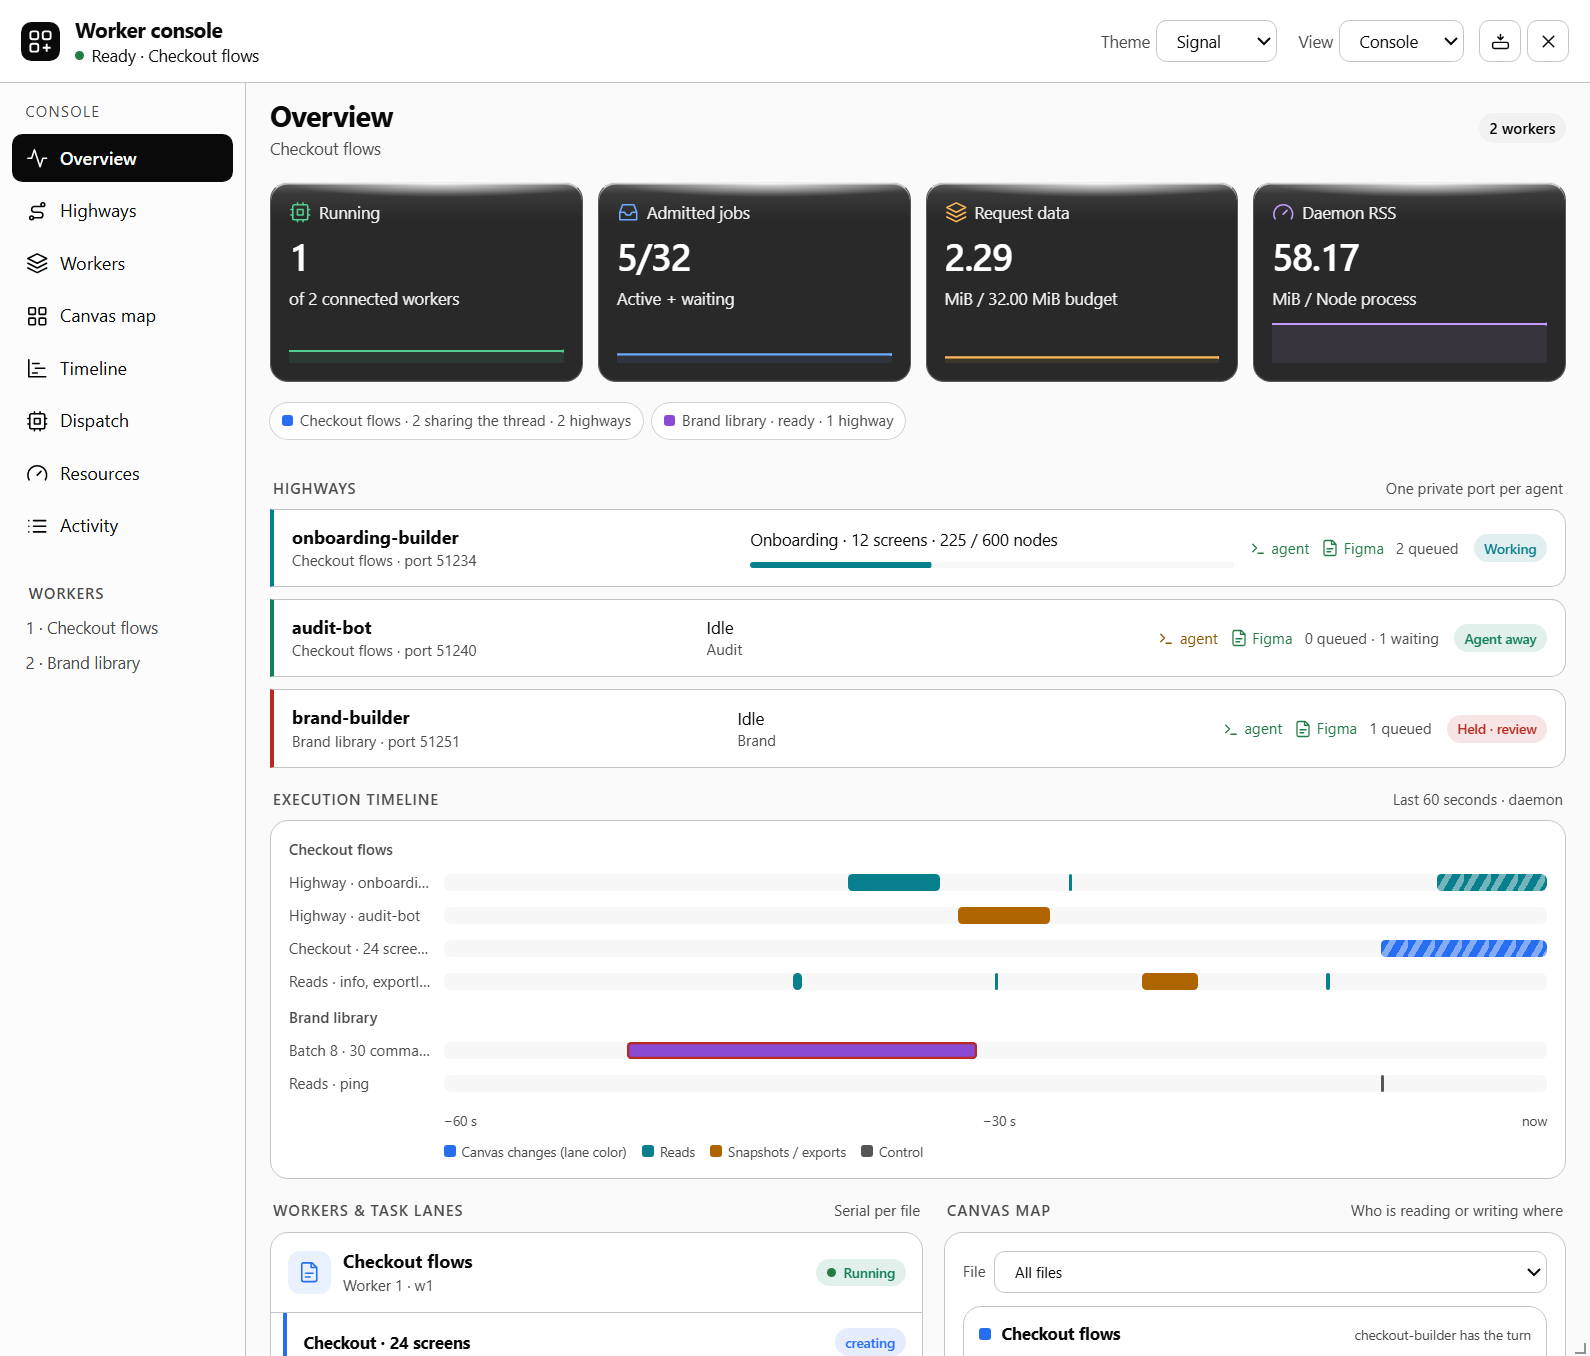 Worker console
Ready · Checkout flows
Theme
Signal
View
Console
CONSOLE
Overview
Highways
Workers
Canvas map
Timeline
Dispatch
Resources
Activity
WORKERS
1 · Checkout flows
2 · Brand library
Overview
Checkout flows
2 workers
Running
1
of 2 connected workers
Admitted jobs
5/32
Active + waiting
Request data
2.29
MiB / 32.00 MiB budget
Daemon RSS
58.17
MiB / Node process
Checkout flows · 2 sharing the thread · 2 highways
Brand library · ready · 1 highway
HIGHWAYS
One private port per agent
onboarding-builder
Checkout flows · port 51234
Onboarding · 12 screens · 225 / 600 nodes
agent Figma 2 queued Working
audit-bot
Checkout flows · port 51240
Idle
Audit
agent Figma 0 queued · 1 waiting Agent away
brand-builder
Brand library · port 51251
Idle
Brand
agent Figma 1 queued Held · review
EXECUTION TIMELINE
Last 60 seconds · daemon
Checkout flows
Highway · onboardi...
Highway · audit-bot
Checkout · 24 scree...
Reads · info, exportI...
Brand library
Batch 8 · 30 comma...
Reads · ping
−60 s
−30 s
now
Canvas changes (lane color)
Reads
Snapshots / exports
Control
WORKERS & TASK LANES
Serial per file
Checkout flows
Worker 1 · w1
Running
Checkout · 24 screens
creating
CANVAS MAP
Who is reading or writing where
File
All files
Checkout flows
checkout-builder has the turn